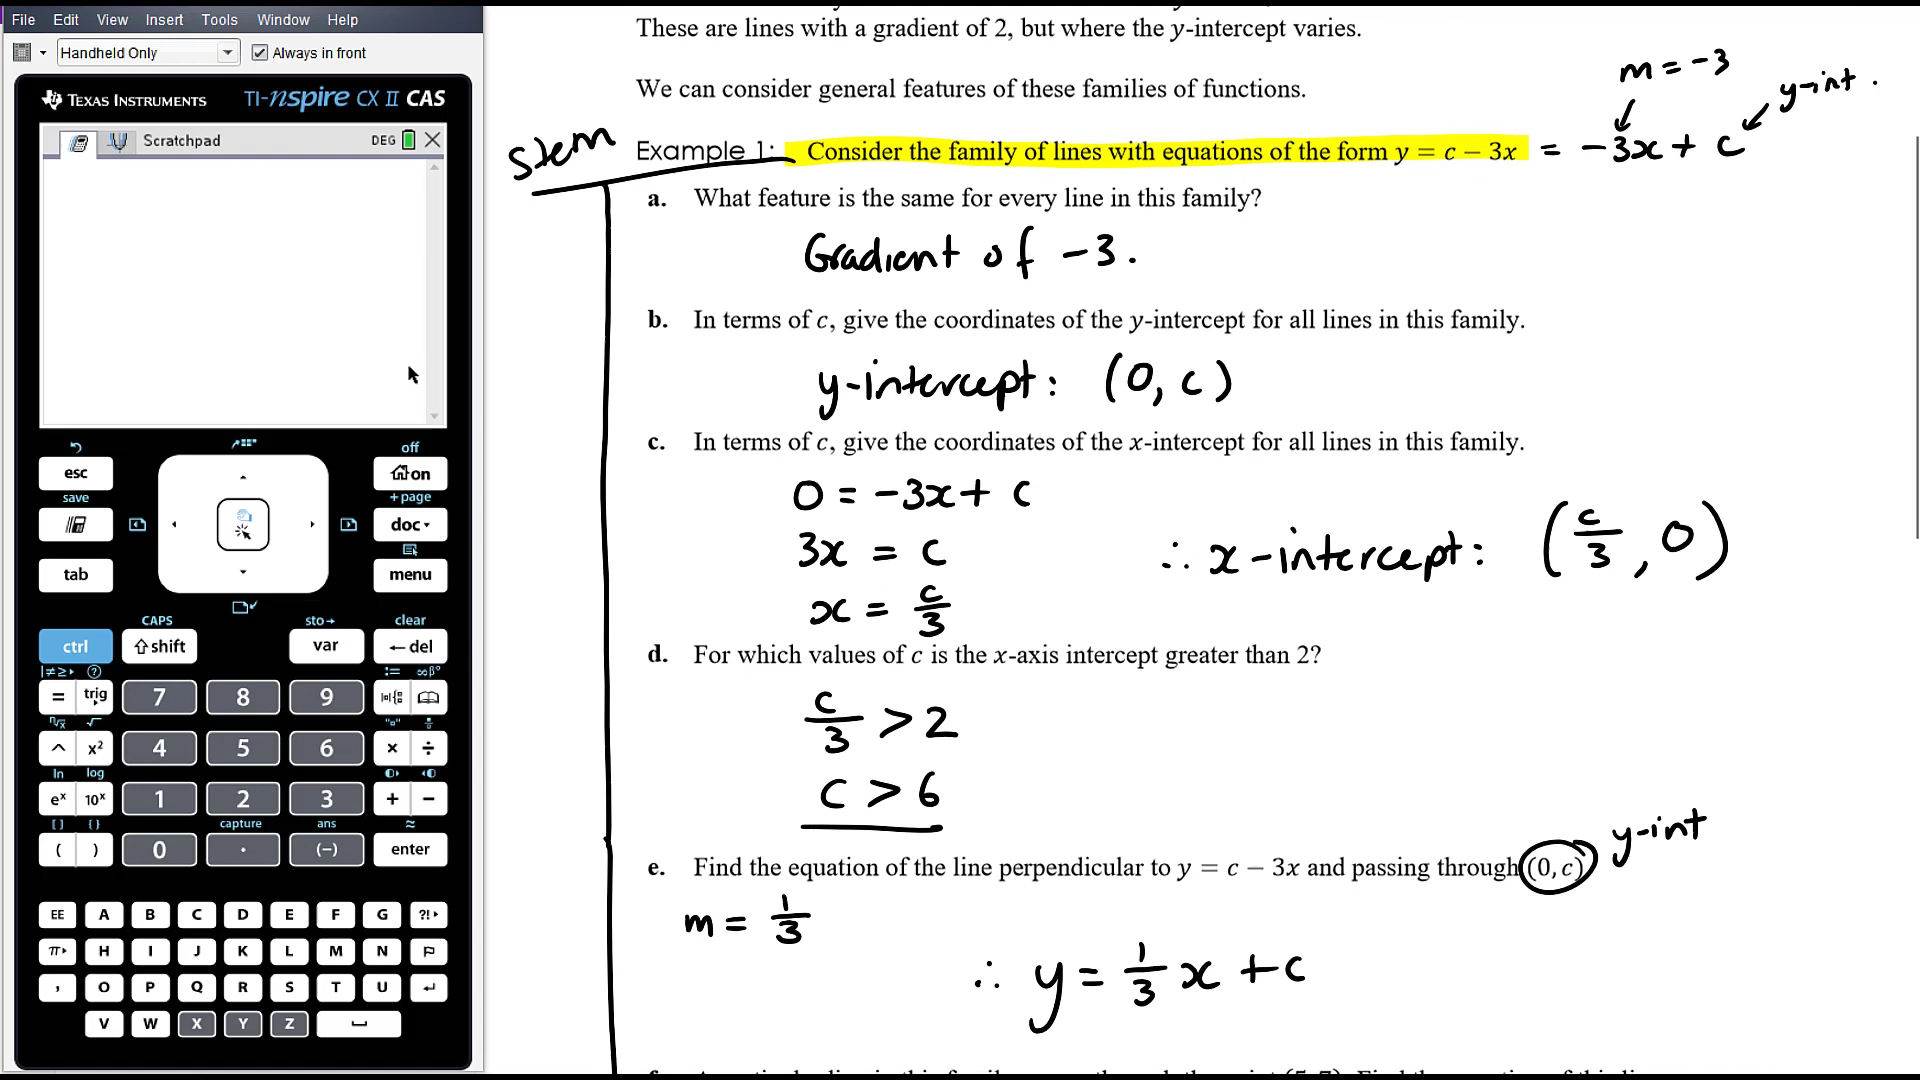 File Edit View Insert Tools Window Help
Handheld Only Always in front
TEXAS INSTRUMENTS TI-nspire CX II CAS
Scratchpad DEG
off
esc on
save + page
doc
tab menu
CAPS sto→ clear
ctrl shift var ←del
|≠≥▸ ? := ∞β°
= trig 7 8 9
^ x² 4 5 6 × ÷
ln log
eˣ 10ˣ 1 2 3 + −
[ ] { } capture ans ≈
( ) 0 . (−) enter
EE A B C D E F G ?!▸
π▸ H I J K L M N
, O P Q R S T U ↵
V W X Y Z
These are lines with a gradient of 2, but where the y-intercept varies.
m = -3
We can consider general features of these families of functions.
y-int.
Stem
Example 1: Consider the family of lines with equations of the form y = c − 3x = -3x + c
a. What feature is the same for every line in this family?
Gradient of -3.
b. In terms of c, give the coordinates of the y-intercept for all lines in this family.
y-intercept: (0, c)
c. In terms of c, give the coordinates of the x-intercept for all lines in this family.
0 = -3x + c
3x = c
x = c/3
∴ x-intercept: (c/3, 0)
d. For which values of c is the x-axis intercept greater than 2?
c/3 > 2
c > 6
y-int
e. Find the equation of the line perpendicular to y = c − 3x and passing through (0, c)
m = 1/3
∴ y = 1/3 x + c